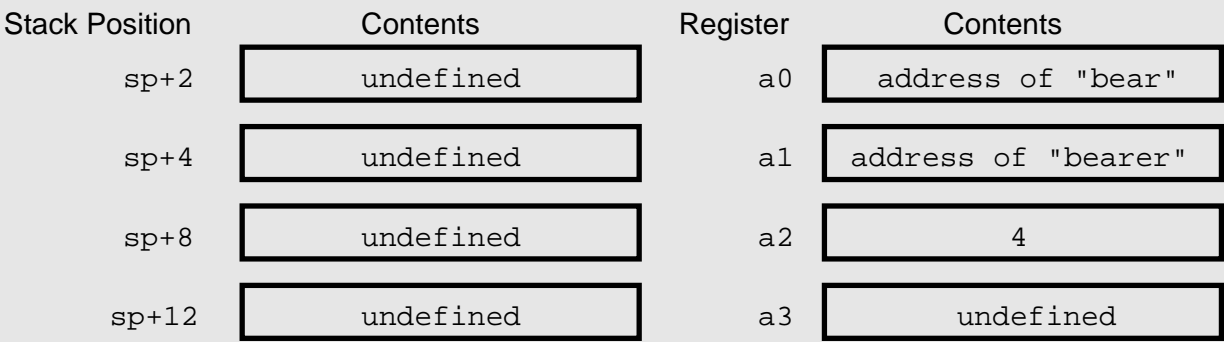 Stack Position Contents Register Contents
sp+2 undefined a0 address of "bear"
sp+4 undefined a1 address of "bearer"
sp+8 undefined a2 4
sp+12 undefined a3 undefined